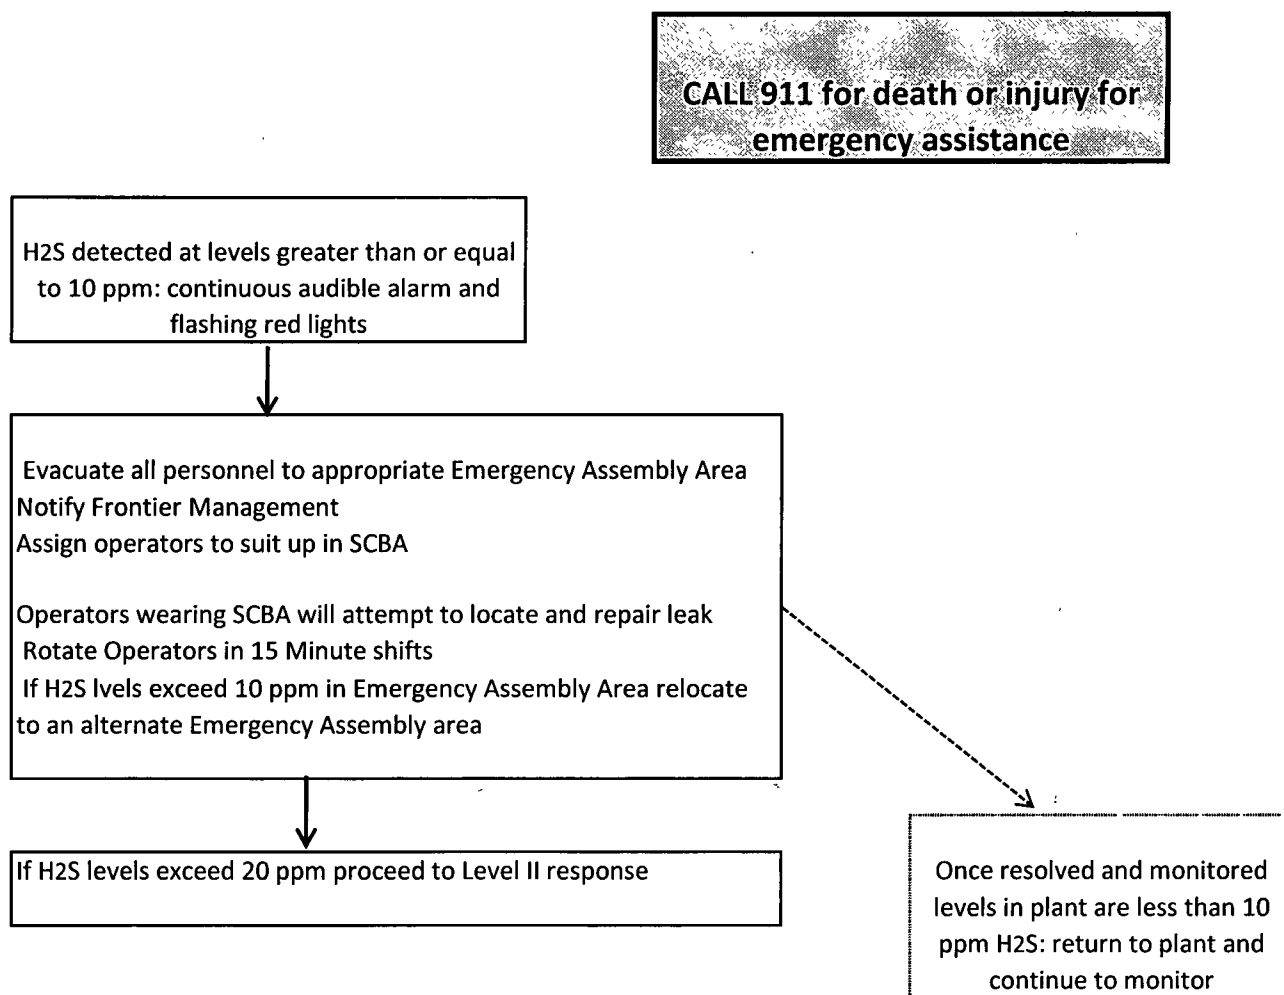 CALL 911 for death or injury for
emergency assistance
H2S detected at levels greater than or equal
to 10 ppm: continuous audible alarm and
flashing red lights
Evacuate all personnel to appropriate Emergency Assembly Area
Notify Frontier Management
Assign operators to suit up in SCBA
Operators wearing SCBA will attempt to locate and repair leak
Rotate Operators in 15 Minute shifts
If H2S lvels exceed 10 ppm in Emergency Assembly Area relocate
to an alternate Emergency Assembly area
If H2S levels exceed 20 ppm proceed to Level II response
Once resolved and monitored
levels in plant are less than 10
ppm H2S: return to plant and
continue to monitor